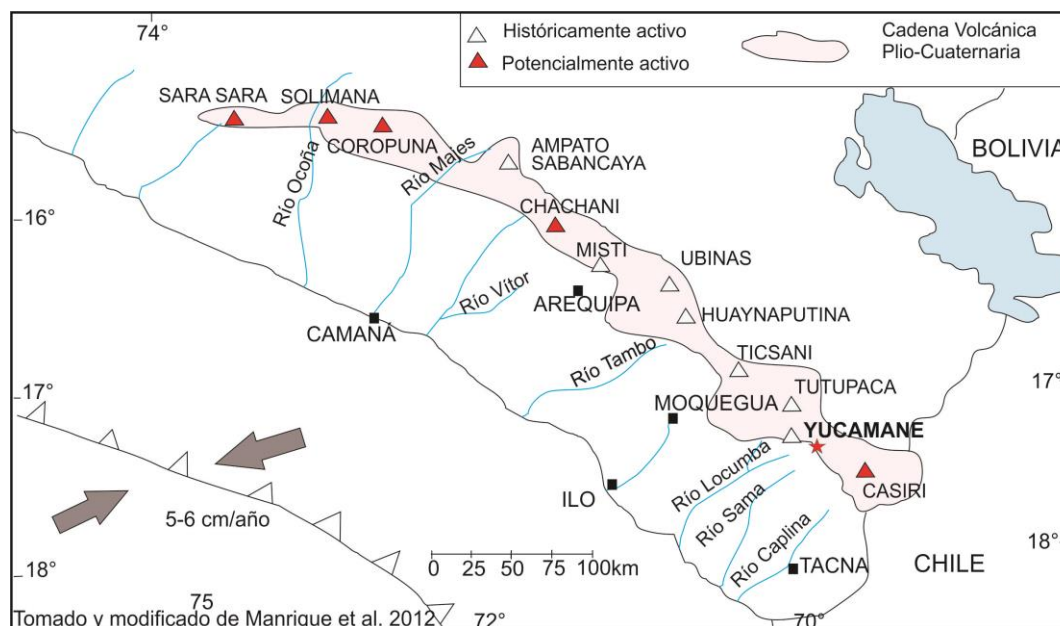 74°
Históricamente activo
Potencialmente activo
Cadena Volcánica
Plio-Cuaternaria
SARA SARA
SOLIMANA
COROPUNA
Río Ocoña
Río Majes
AMPATO
SABANCAYA
BOLIVIA
16°
CHACHANI
MISTI
UBINAS
Río Vítor
AREQUIPA
HUAYNAPUTINA
CAMANÁ
Río Tambo
TICSANI
17°
17°
MOQUEGUA
TUTUPACA
YUCAMANE
Río Locumba
CASIRI
ILO
Río Sama
5-6 cm/año
Río Caplina
18°
18°
0 25 50 75 100km
TACNA
CHILE
75
Tomado y modificado de Manrique et al. 2012
72°
70°